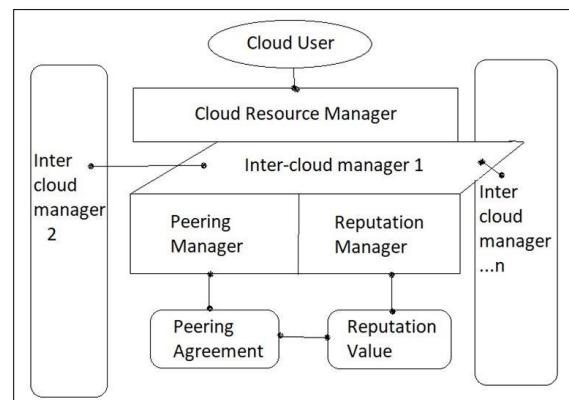 Cloud User
Cloud Resource Manager
Inter-cloud manager 1
Inter
cloud
manager
2
Inter
cloud
manager
...n
Peering
Manager
Reputation
Manager
Peering
Agreement
Reputation
Value